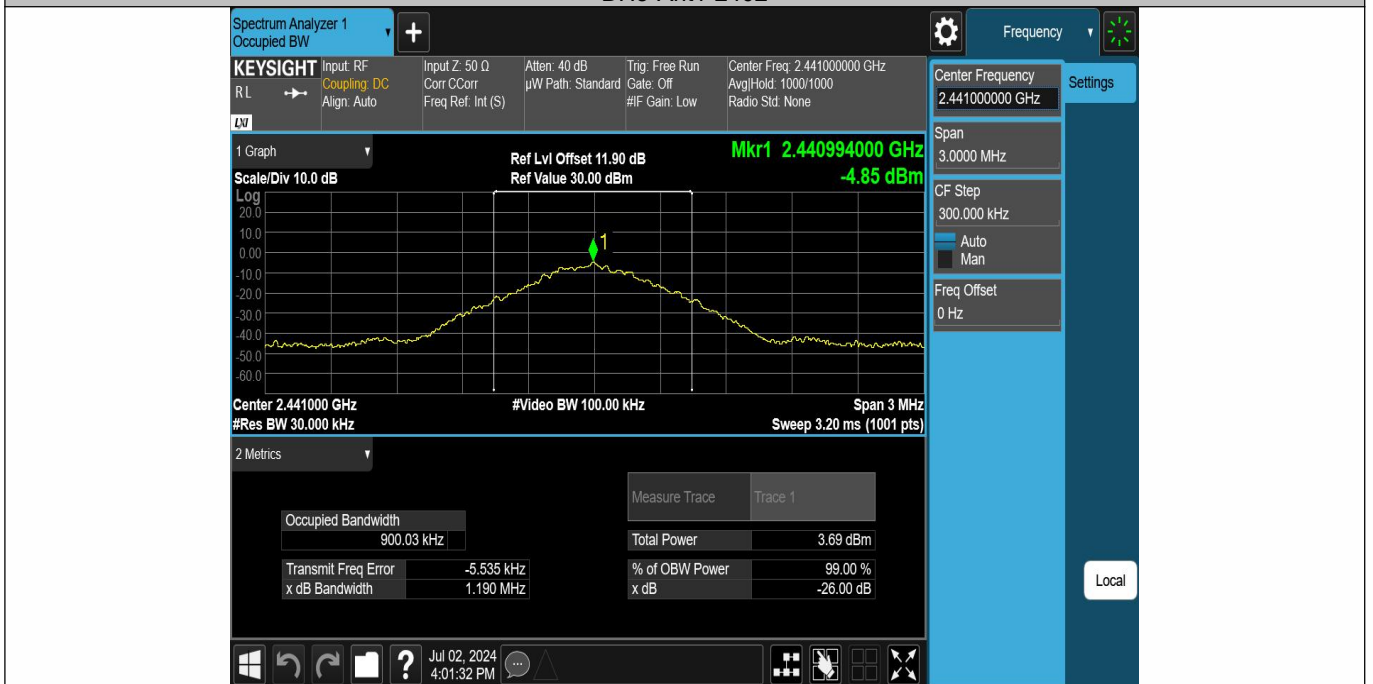 Spectrum Analyzer 1
Occupied BW
Frequency
KEYSIGHT
RL
LXI
Input: RF
Coupling: DC
Align: Auto
Input Z: 50 Ω
Corr CCorr
Freq Ref: Int (S)
Atten: 40 dB
µW Path: Standard
Trig: Free Run
Gate: Off
#IF Gain: Low
Center Freq: 2.441000000 GHz
Avg|Hold: 1000/1000
Radio Std: None
Center Frequency
2.441000000 GHz
Settings
Span
3.0000 MHz
CF Step
300.000 kHz
Auto
Man
Freq Offset
0 Hz
Local
1 Graph
Scale/Div 10.0 dB
Ref Lvl Offset 11.90 dB
Ref Value 30.00 dBm
Mkr1 2.440994000 GHz
-4.85 dBm
Log
20.0
10.0
0.00
-10.0
-20.0
-30.0
-40.0
-50.0
-60.0
1
Center 2.441000 GHz
#Res BW 30.000 kHz
#Video BW 100.00 kHz
Span 3 MHz
Sweep 3.20 ms (1001 pts)
2 Metrics
Measure Trace Trace 1
Occupied Bandwidth
900.03 kHz
Total Power 3.69 dBm
Transmit Freq Error -5.535 kHz
% of OBW Power 99.00 %
x dB Bandwidth 1.190 MHz
x dB -26.00 dB
Jul 02, 2024
4:01:32 PM